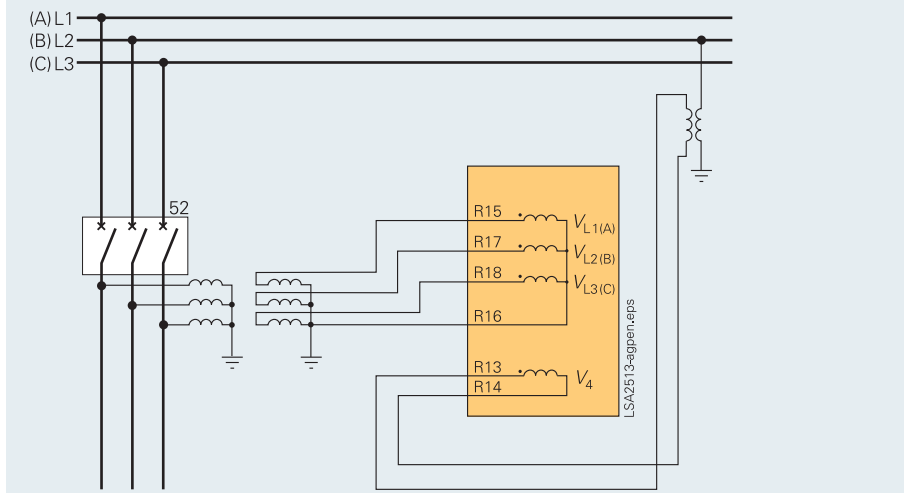 (A) L1
(B) L2
(C) L3
52
R15
VL1(A)
R17
VL2(B)
R18
VL3(C)
R16
R13
R14
V4
LSA2513-agpen.eps